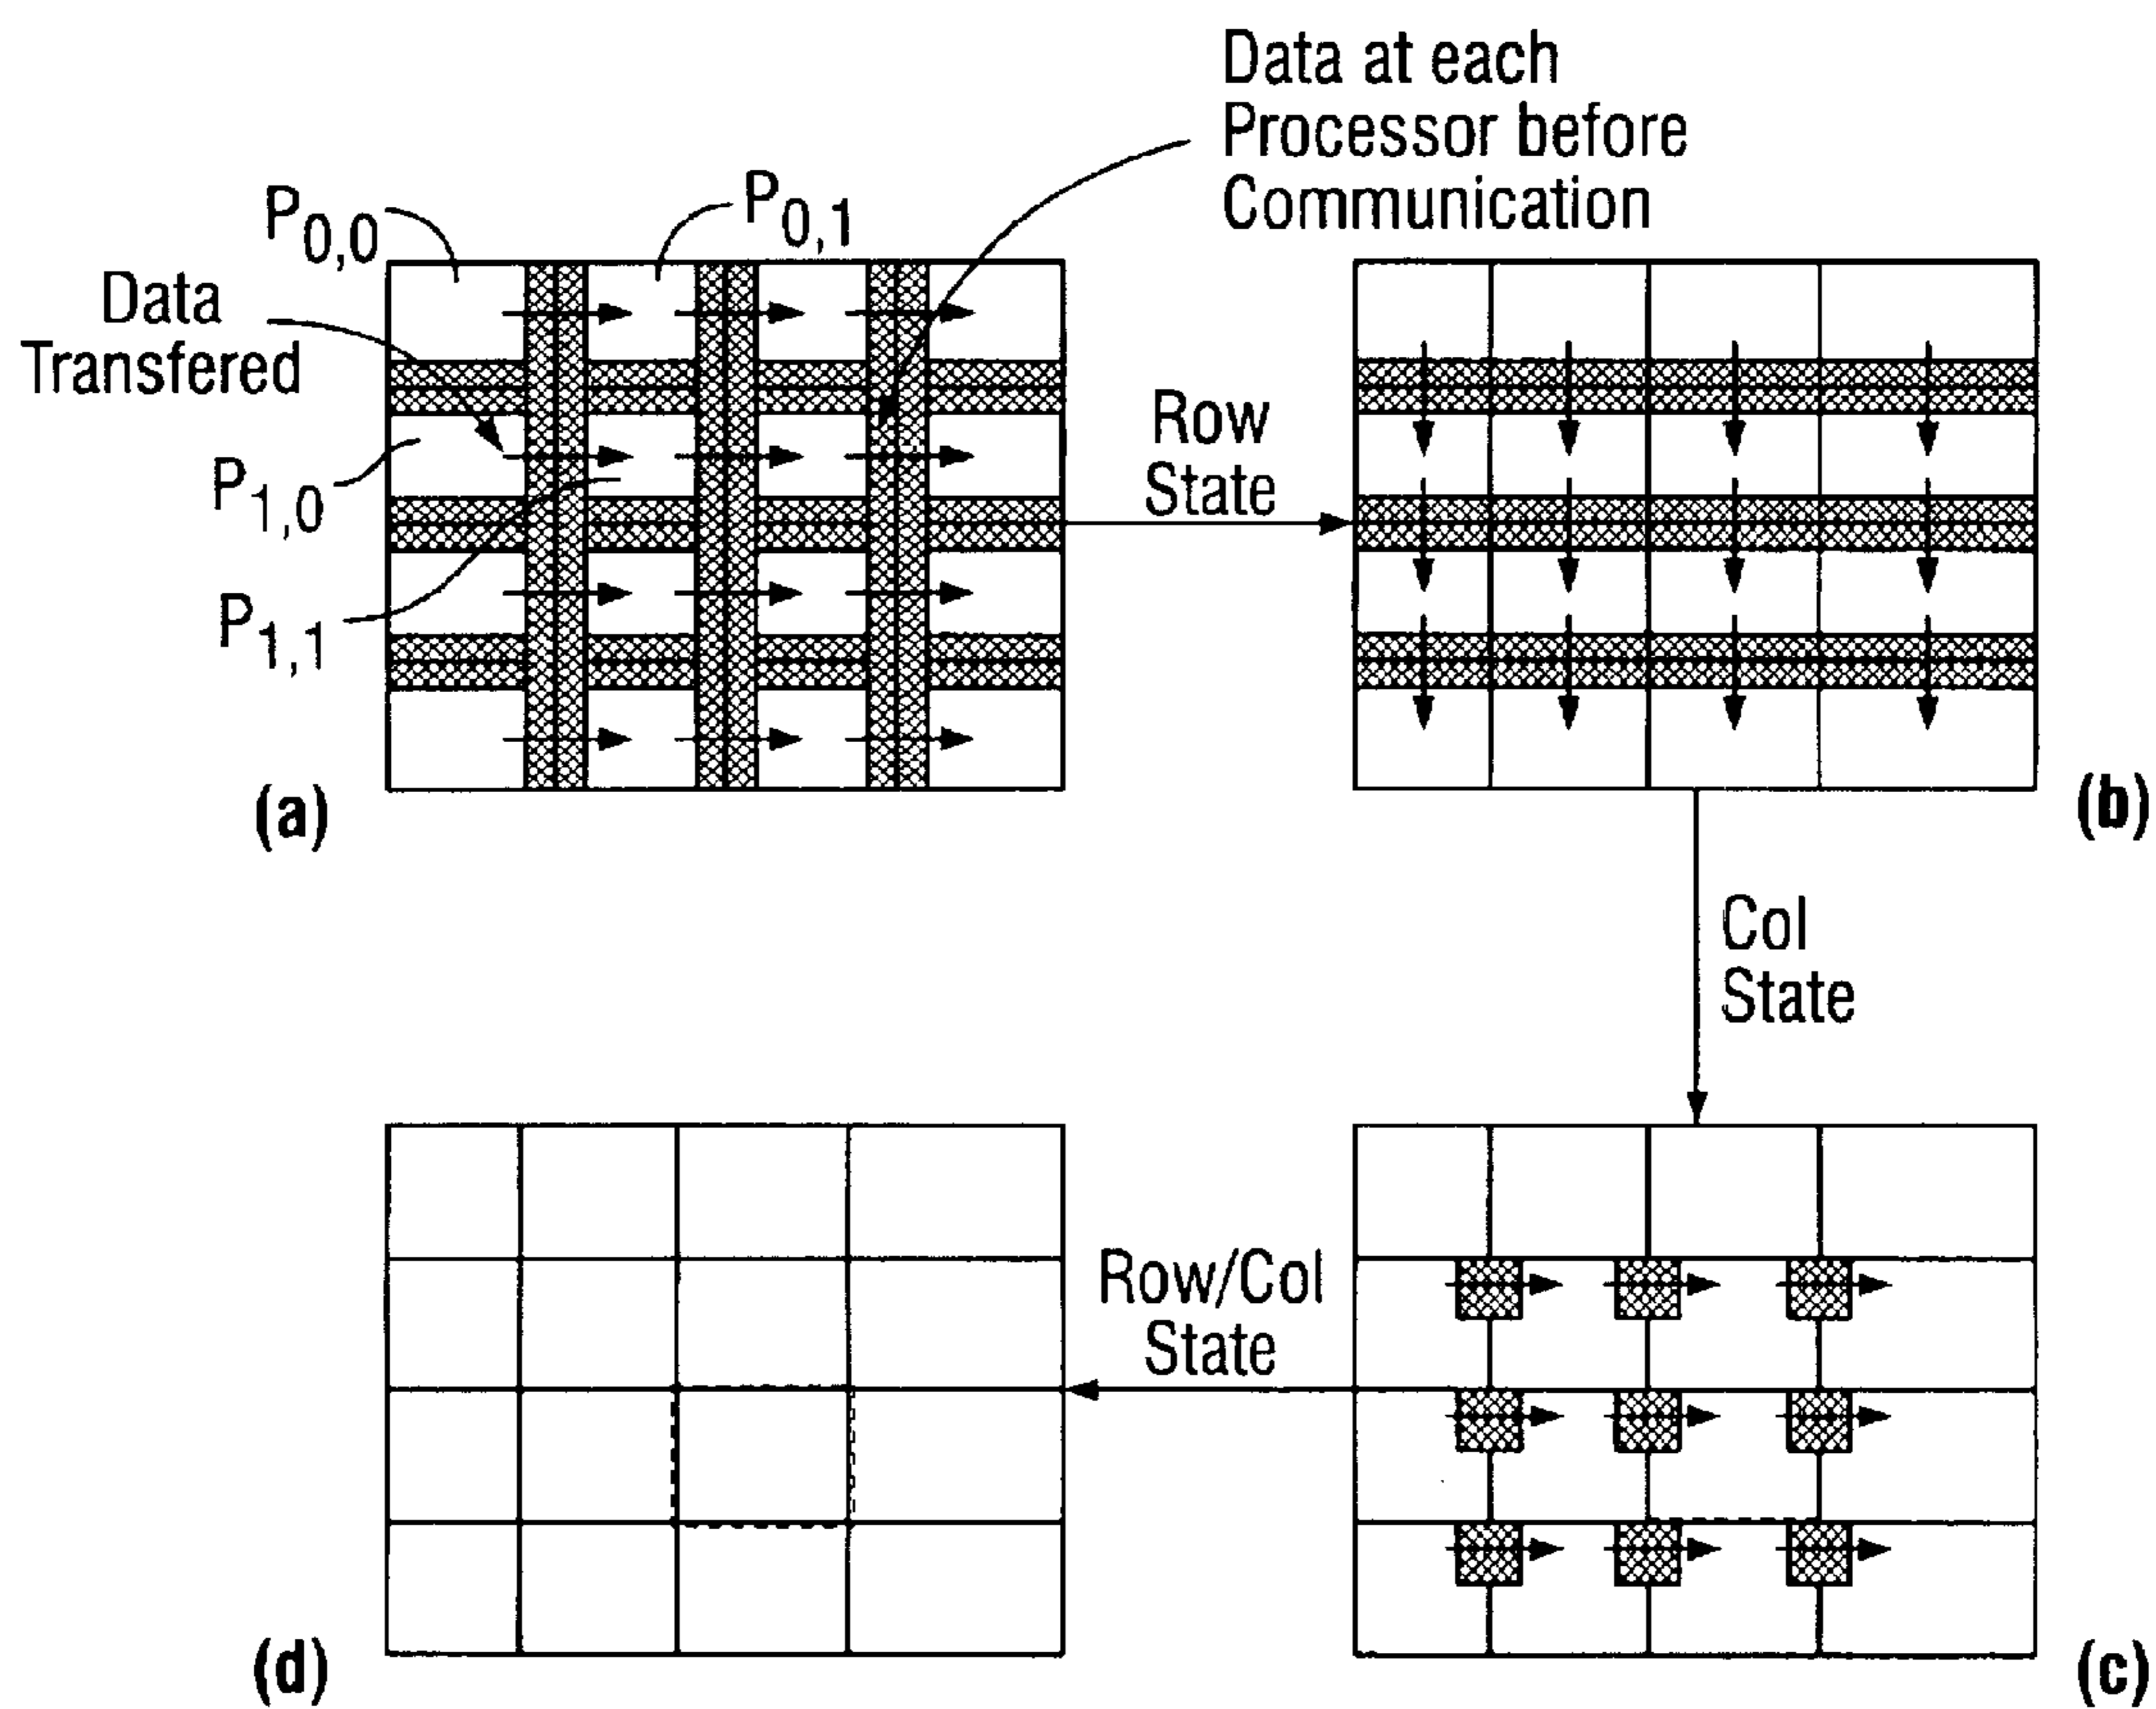 Data at each
Processor before
Communication
P0,0
P0,1
Data
Transfered
P1,0
P1,1
Row
State
(a)
(b)
Col
State
Row/Col
State
(d)
(c)